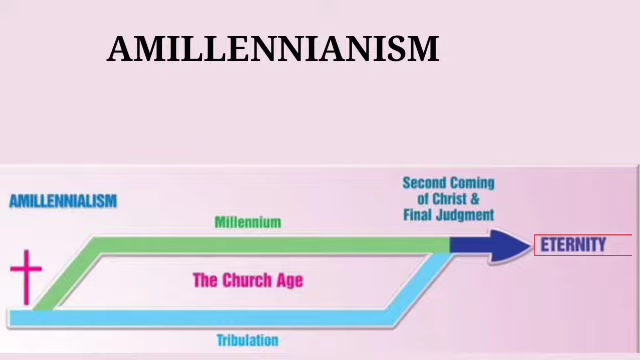 AMILLENNIANISM
AMILLENNIALISM
Second Coming
of Christ &
Final Judgment
Millennium
ETERNITY
The Church Age
Tribulation